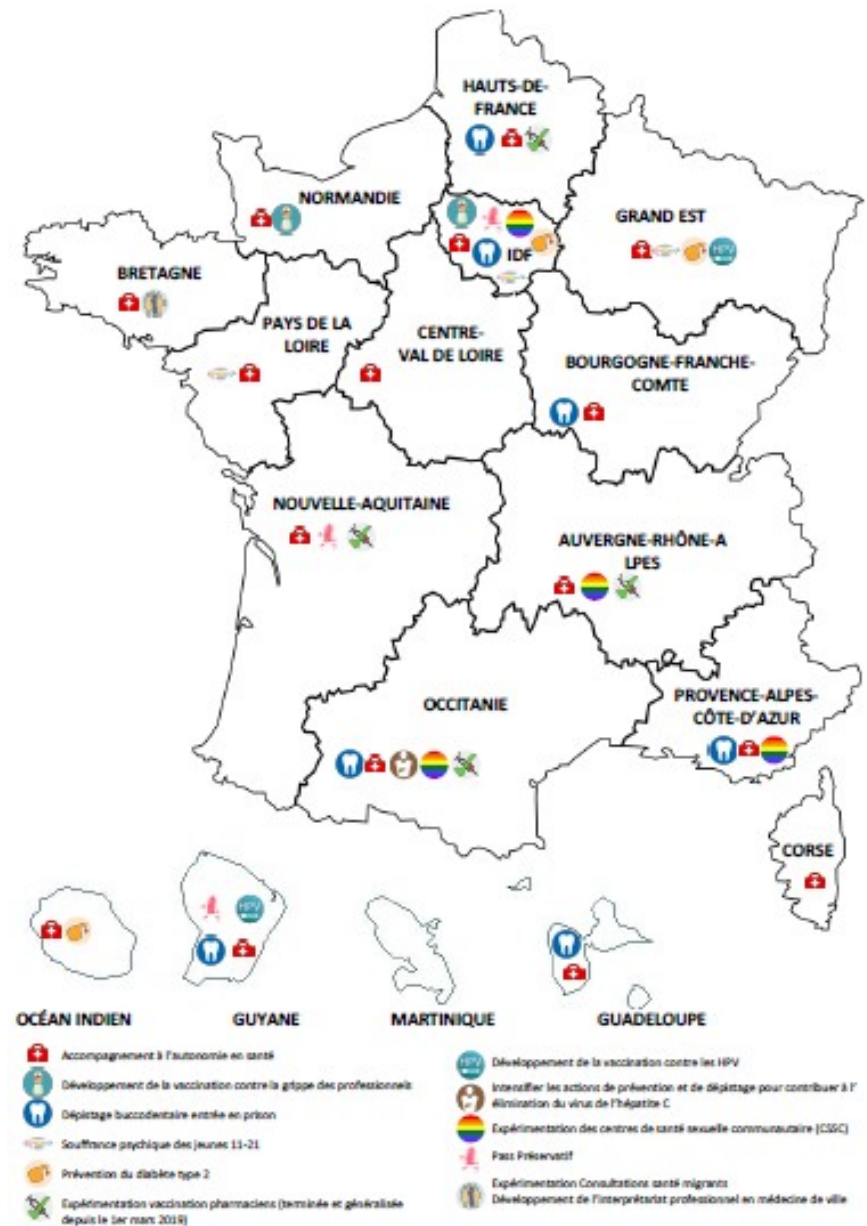 HAUTS-DE-
FRANCE
NORMANDIE
GRAND EST
HPV
IDF
BRETAGNE
PAYS DE LA
LOIRE
CENTRE-
VAL DE LOIRE
BOURGOGNE-FRANCHE-
COMTE
NOUVELLE-AQUITAINE
AUVERGNE-RHÔNE-A
LPES
OCCITANIE
PROVENCE-ALPES-
CÔTE-D'AZUR
CORSE
HPV
OCÉAN INDIEN
GUYANE
MARTINIQUE
GUADELOUPE
Accompagnement à l'autonomie en santé
Développement de la vaccination contre la grippe des professionnels
Dépistage buccodentaire entrée en prison
Souffrance psychique des jeunes 11-21
Prévention du diabète type 2
Expérimentation vaccination pharmaciens (terminée et généralisée
depuis le 1er mars 2019)
HPV
Développement de la vaccination contre les HPV
Intensifier les actions de prévention et de dépistage pour contribuer à l'
élimination du virus de l'hépatite C
Expérimentation des centres de santé sexuelle communautaire (CSSC)
Pass Préservatif
Expérimentation Consultations santé migrants
Développement de l'interprétariat professionnel en médecine de ville